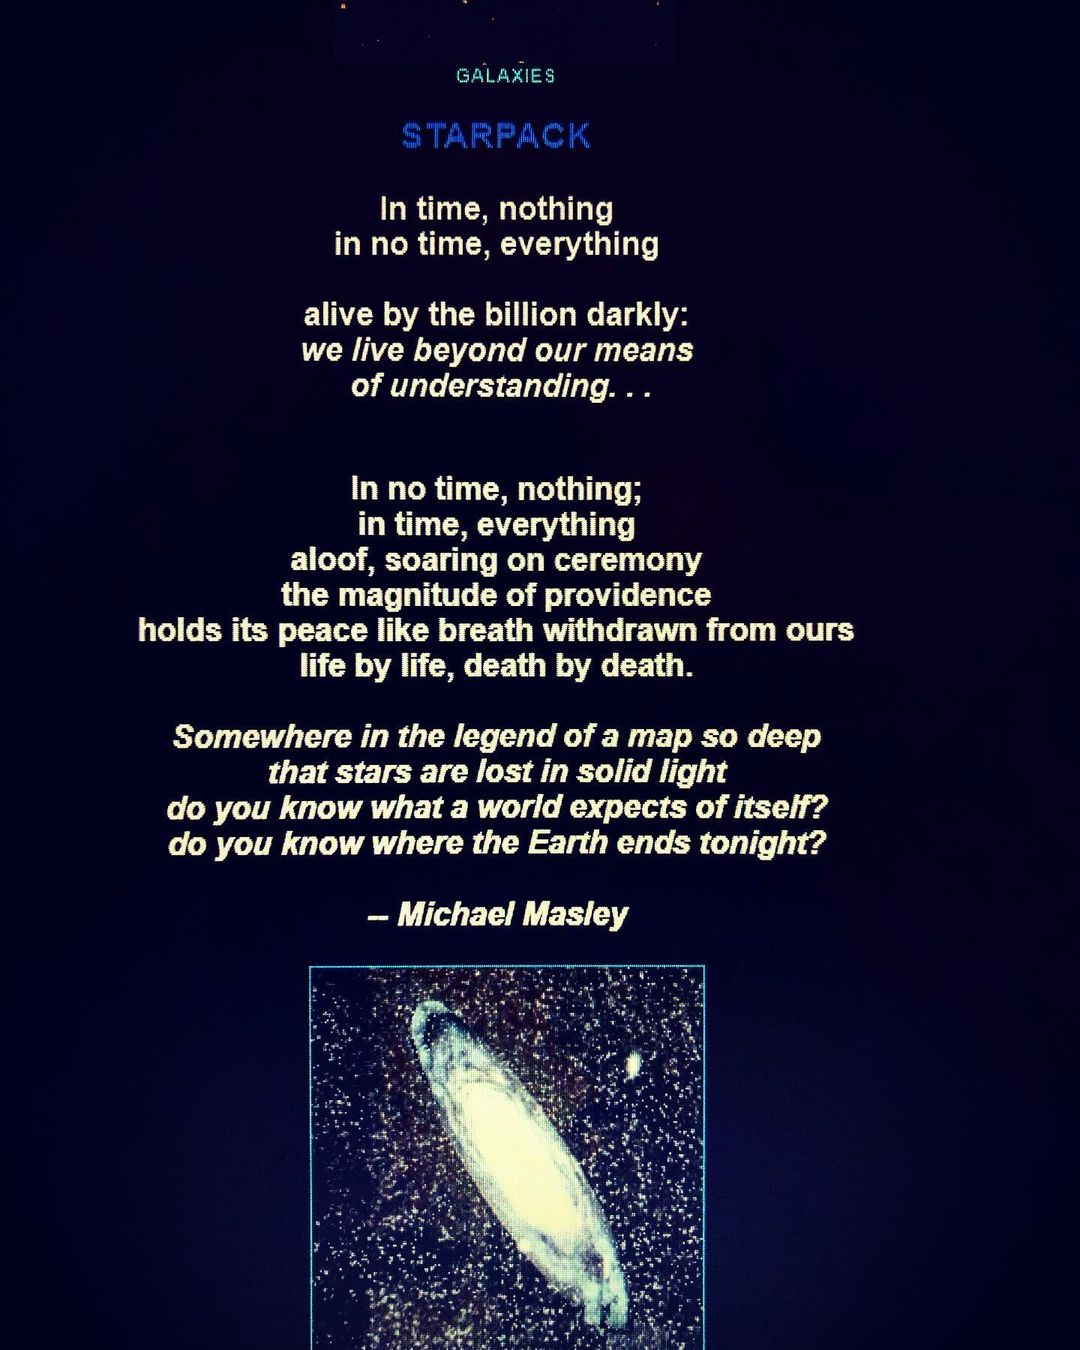 GALAXIES
STARPACK
In time, nothing
in no time, everything
alive by the billion darkly:
we live beyond our means
of understanding. . .
In no time, nothing;
in time, everything
aloof, soaring on ceremony
the magnitude of providence
holds its peace like breath withdrawn from ours
life by life, death by death.
Somewhere in the legend of a map so deep
that stars are lost in solid light
do you know what a world expects of itself?
do you know where the Earth ends tonight?
-- Michael Masley